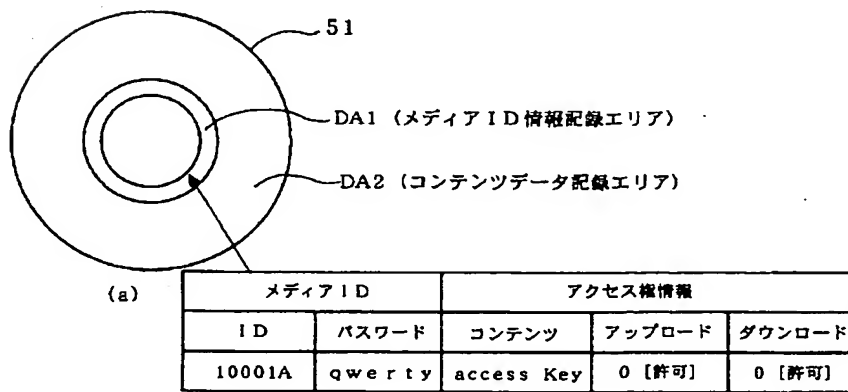 51
DA1 (メディアID情報記録エリア)
DA2 (コンテンツデータ記録エリア)
(a)
メディアID アクセス権情報
ID パスワード コンテンツ アップロード ダウンロード
10001A qwerty access Key 0 [許可] 0 [許可]